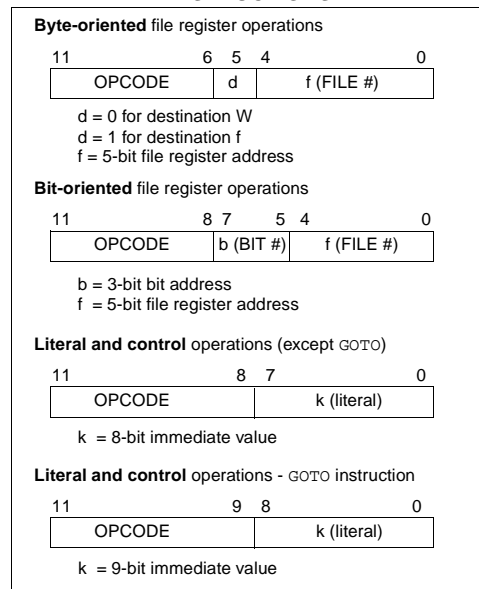 Byte-oriented file register operations
11 6 5 4 0
OPCODE d f (FILE #)
d = 0 for destination W
d = 1 for destination f
f = 5-bit file register address
Bit-oriented file register operations
11 8 7 5 4 0
OPCODE b (BIT #) f (FILE #)
b = 3-bit bit address
f = 5-bit file register address
Literal and control operations (except GOTO)
11 8 7 0
OPCODE k (literal)
k = 8-bit immediate value
Literal and control operations - GOTO instruction
11 9 8 0
OPCODE k (literal)
k = 9-bit immediate value